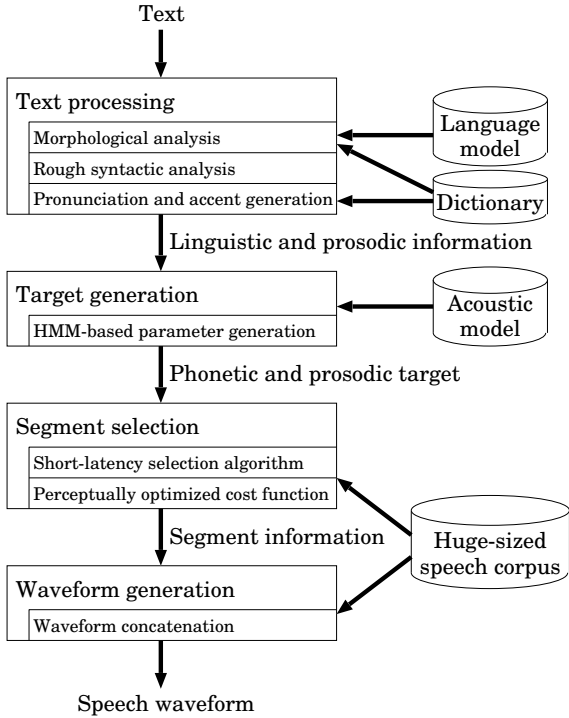 Text
Text processing
Morphological analysis
Rough syntactic analysis
Pronunciation and accent generation
Language
model
Dictionary
Linguistic and prosodic information
Target generation
HMM-based parameter generation
Acoustic
model
Phonetic and prosodic target
Segment selection
Short-latency selection algorithm
Perceptually optimized cost function
Segment information
Huge-sized
speech corpus
Waveform generation
Waveform concatenation
Speech waveform